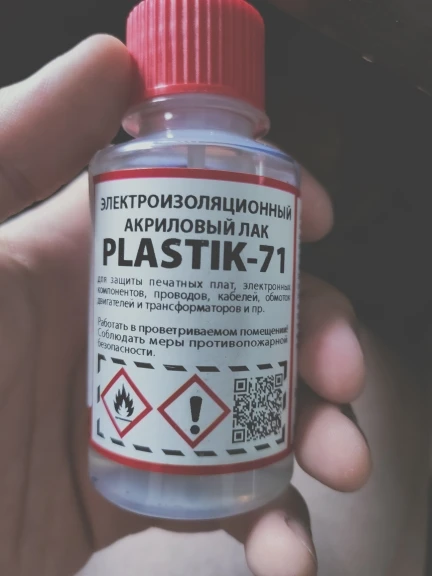 ЭЛЕКТРОИЗОЛЯЦИОННЫЙ
АКРИЛОВЫЙ ЛАК
PLASTIK-71
для защиты печатных плат, электронных
компонентов, проводов, кабелей, обмоток
двигателей и трансформаторов и пр.
Работать в проветриваемом помещении!
Соблюдать меры противопожарной
безопасности.